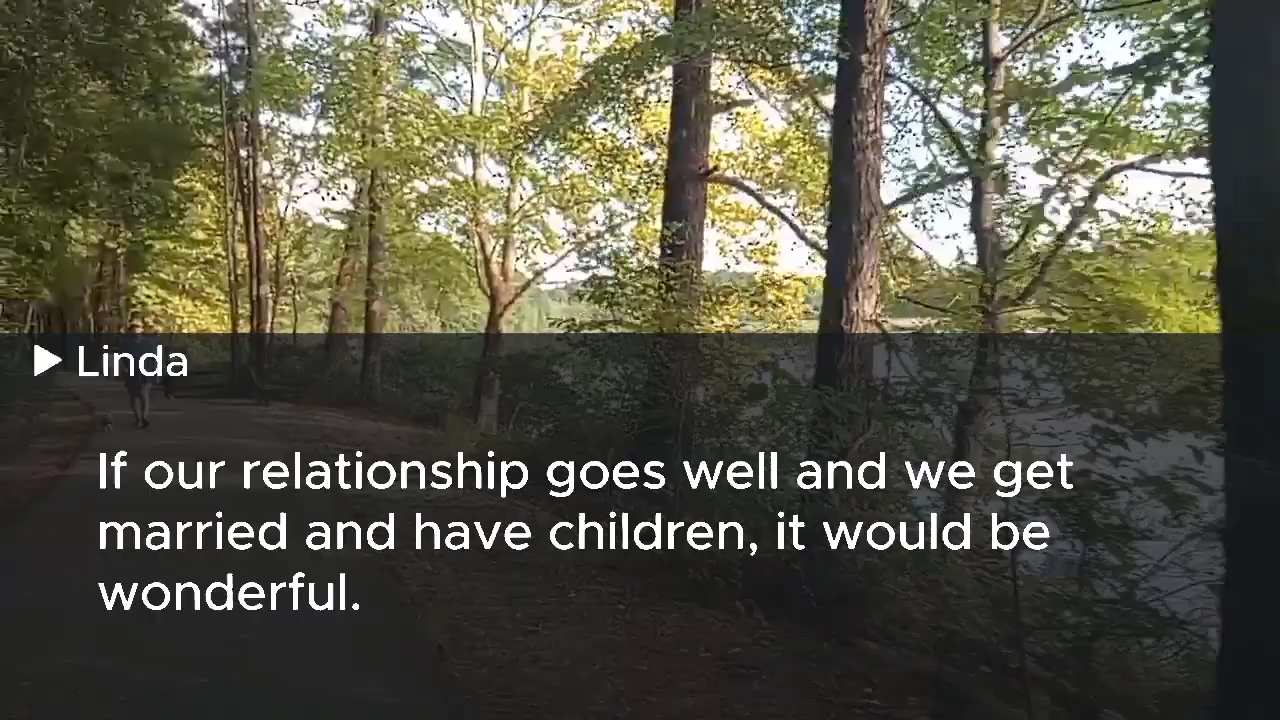 Linda
If our relationship goes well and we get
married and have children, it would be
wonderful.